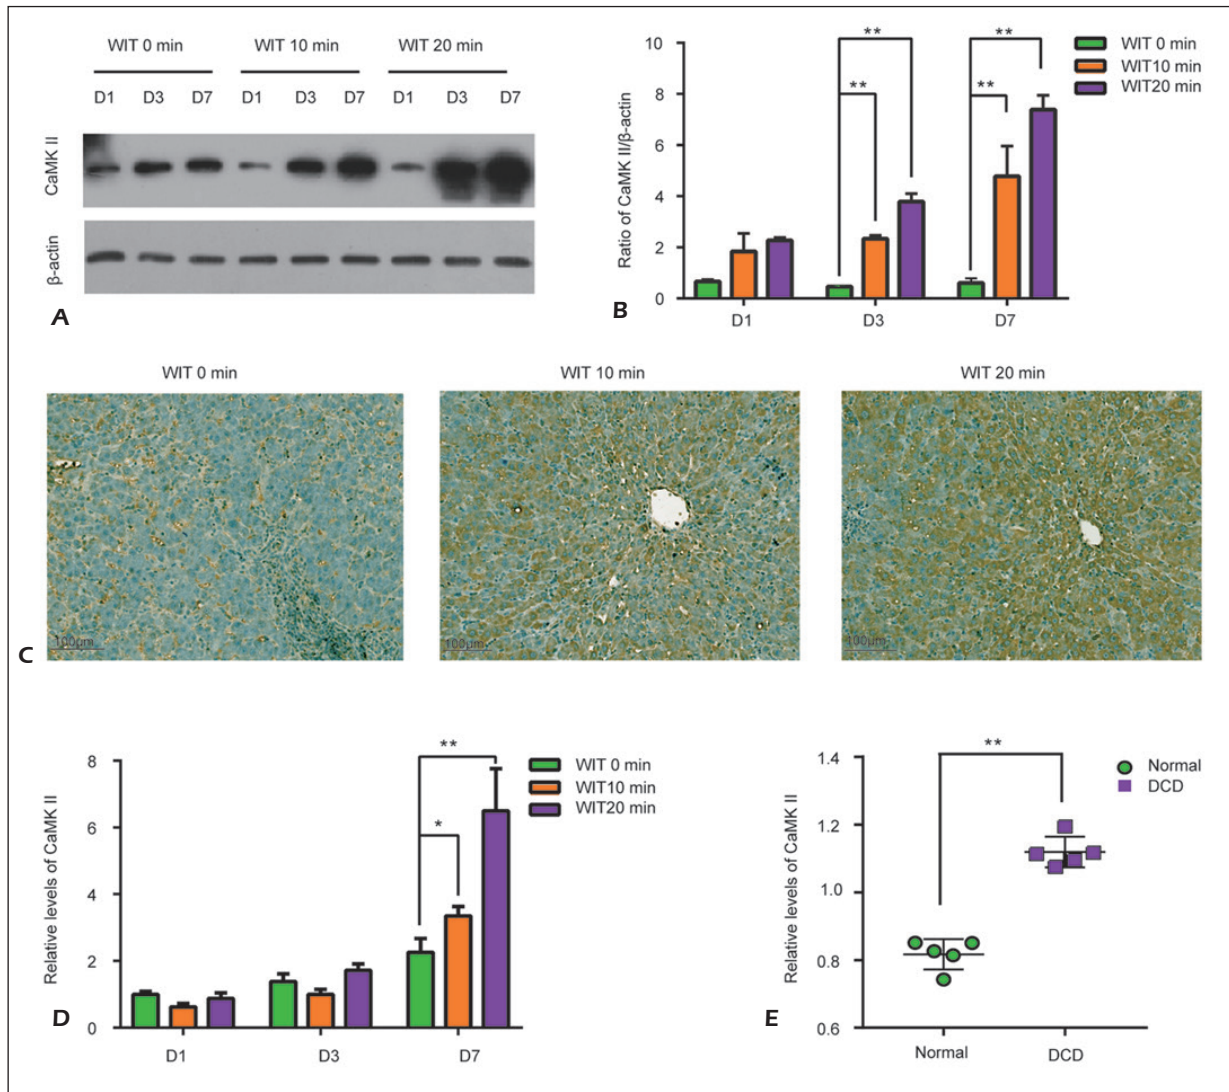 WIT 0 min WIT 10 min WIT 20 min
D1 D3 D7 D1 D3 D7 D1 D3 D7
CaMK II
β-actin
A
Ratio of CaMK II/β-actin
10
8
6
4
2
0
** **
** **
WIT 0 min
WIT10 min
WIT20 min
D1 D3 D7
B
WIT 0 min WIT 10 min WIT 20 min
100μm 100μm 100μm
C
Relative levels of CaMK II
8
6
4
2
0
**
*
WIT 0 min
WIT10 min
WIT20 min
D1 D3 D7
D
Relative levels of CaMK II
1.4
1.2
1.0
0.8
0.6
**
Normal
DCD
Normal DCD
E